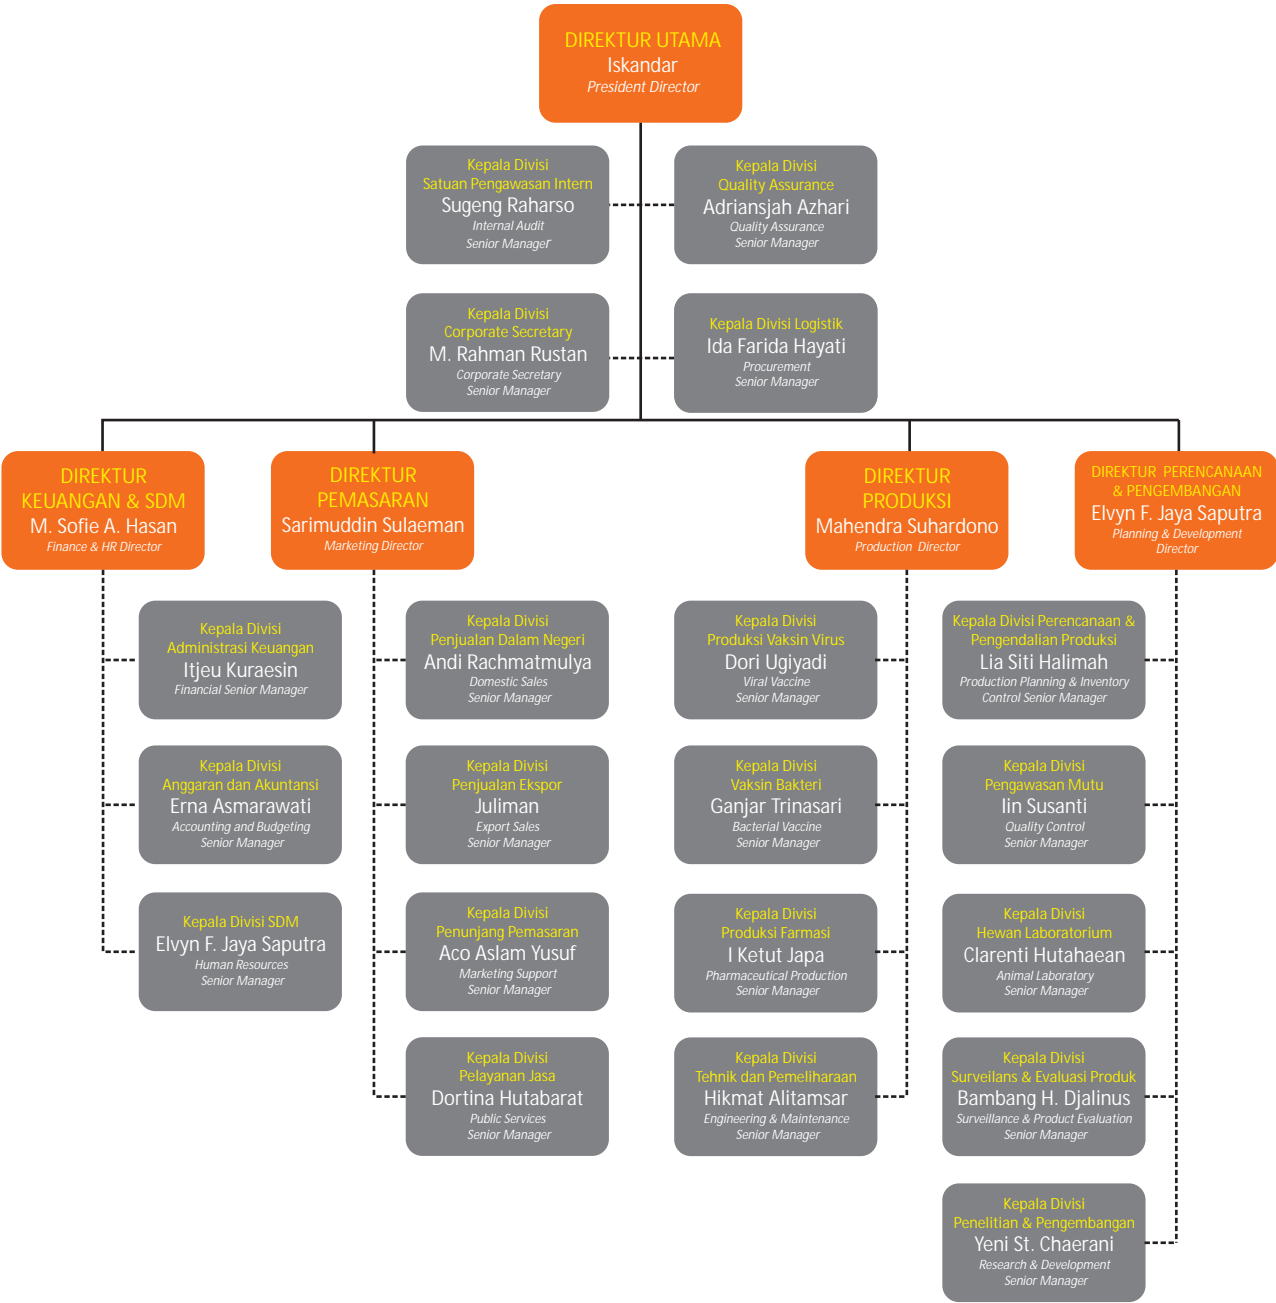 DIREKTUR UTAMA
Iskandar
President Director
Kepala Divisi
Satuan Pengawasan Intern
Sugeng Raharso
Internal Audit
Senior Manager
Kepala Divisi
Quality Assurance
Adriansjah Azhari
Quality Assurance
Senior Manager
Kepala Divisi
Corporate Secretary
M. Rahman Rustan
Corporate Secretary
Senior Manager
Kepala Divisi Logistik
Ida Farida Hayati
Procurement
Senior Manager
DIREKTUR
KEUANGAN & SDM
M. Sofie A. Hasan
Finance & HR Director
DIREKTUR
PEMASARAN
Sarimuddin Sulaeman
Marketing Director
DIREKTUR
PRODUKSI
Mahendra Suhardono
Production Director
DIREKTUR PERENCANAAN
& PENGEMBANGAN
Elvyn F. Jaya Saputra
Planning & Development
Director
Kepala Divisi
Administrasi Keuangan
Itjeu Kuraesin
Financial Senior Manager
Kepala Divisi
Anggaran dan Akuntansi
Erna Asmarawati
Accounting and Budgeting
Senior Manager
Kepala Divisi SDM
Elvyn F. Jaya Saputra
Human Resources
Senior Manager
Kepala Divisi
Penjualan Dalam Negeri
Andi Rachmatmulya
Domestic Sales
Senior Manager
Kepala Divisi
Penjualan Ekspor
Juliman
Export Sales
Senior Manager
Kepala Divisi
Penunjang Pemasaran
Aco Aslam Yusuf
Marketing Support
Senior Manager
Kepala Divisi
Pelayanan Jasa
Dortina Hutabarat
Public Services
Senior Manager
Kepala Divisi
Produksi Vaksin Virus
Dori Ugiyadi
Viral Vaccine
Senior Manager
Kepala Divisi
Vaksin Bakteri
Ganjar Trinasari
Bacterial Vaccine
Senior Manager
Kepala Divisi
Produksi Farmasi
I Ketut Japa
Pharmaceutical Production
Senior Manager
Kepala Divisi
Tehnik dan Pemeliharaan
Hikmat Alitamsar
Engineering & Maintenance
Senior Manager
Kepala Divisi Perencanaan &
Pengendalian Produksi
Lia Siti Halimah
Production Planning & Inventory
Control Senior Manager
Kepala Divisi
Pengawasan Mutu
Iin Susanti
Quality Control
Senior Manager
Kepala Divisi
Hewan Laboratorium
Clarenti Hutahaean
Animal Laboratory
Senior Manager
Kepala Divisi
Surveilans & Evaluasi Produk
Bambang H. Djalinus
Surveillance & Product Evaluation
Senior Manager
Kepala Divisi
Penelitian & Pengembangan
Yeni St. Chaerani
Research & Development
Senior Manager